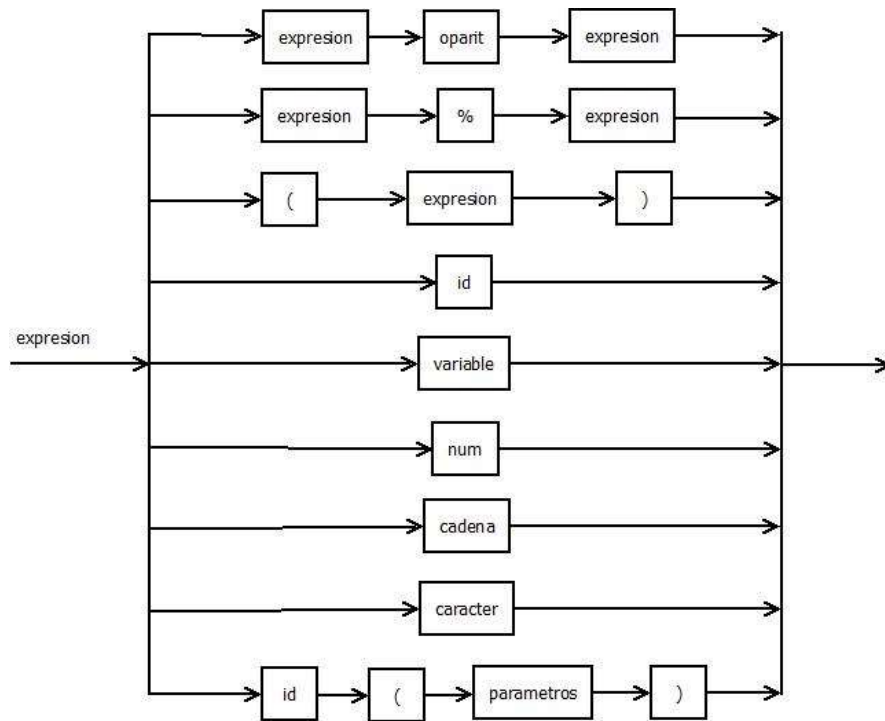 expresion oparit expresion
expresion % expresion
( expresion )
id
expresion
variable
num
cadena
caracter
id ( parametros )